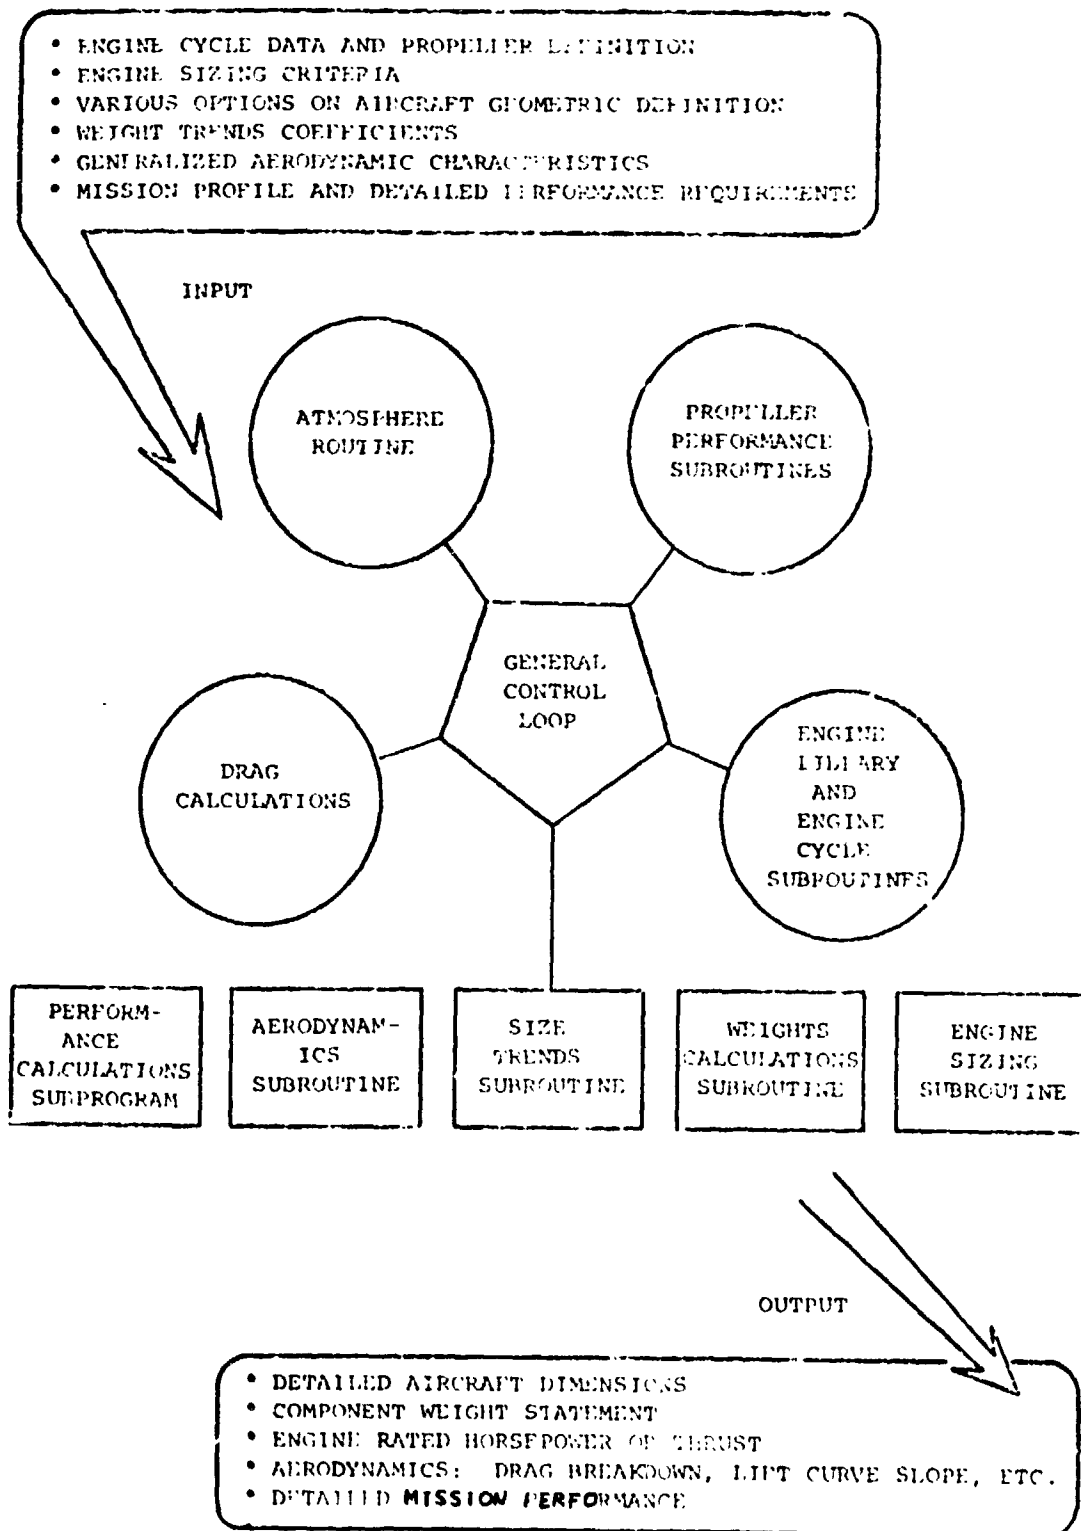 • ENGINE CYCLE DATA AND PROPELLER DEFINITION
• ENGINE SIZING CRITERIA
• VARIOUS OPTIONS ON AIRCRAFT GEOMETRIC DEFINITION
• WEIGHT TRENDS COEFFICIENTS
• GENERALIZED AERODYNAMIC CHARACTERISTICS
• MISSION PROFILE AND DETAILED PERFORMANCE REQUIREMENTS
INPUT
ATMOSPHERE
ROUTINE
PROPELLER
PERFORMANCE
SUBROUTINES
GENERAL
CONTROL
LOOP
DRAG
CALCULATIONS
ENGINE
LIBRARY
AND
ENGINE
CYCLE
SUBROUTINES
PERFORM-
ANCE
CALCULATIONS
SUBPROGRAM
AERODYNAM-
ICS
SUBROUTINE
SIZE
TRENDS
SUBROUTINE
WEIGHTS
CALCULATIONS
SUBROUTINE
ENGINE
SIZING
SUBROUTINE
OUTPUT
• DETAILED AIRCRAFT DIMENSIONS
• COMPONENT WEIGHT STATEMENT
• ENGINE RATED HORSEPOWER OR THRUST
• AERODYNAMICS: DRAG BREAKDOWN, LIFT CURVE SLOPE, ETC.
• DETAILED MISSION PERFORMANCE